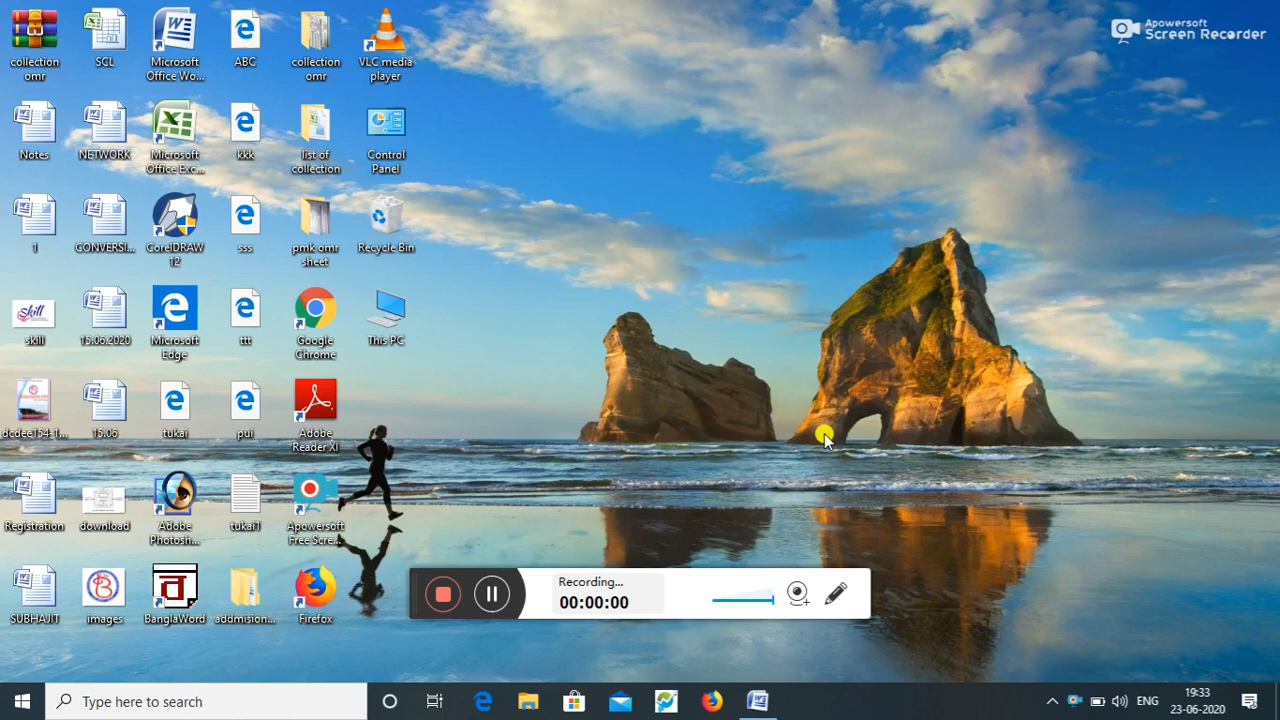 Apowersoft
Screen Recorder
collection
omr
SCL
Microsoft
Office Wo...
ABC
collection
omr
VLC media
player
Notes
NETWORK
Microsoft
Office Exc...
kkk
list of
collection
Control
Panel
1
CONVERSI...
CorelDRAW
12
sss
pmk omr
sheet
Recycle Bin
Skill
skill
15.06.2020
Microsoft
Edge
ttt
Google
Chrome
This PC
dcdee154-1...
15.06
tukai
pui
Adobe
Reader XI
Registration
download
Adobe
Photosh...
tukai1
Apowersoft
Free Scre...
SUBHAJIT
images
BanglaWord
addmision...
Firefox
Recording...
00:00:00
Type here to search
ENG
19:33
23-06-2020